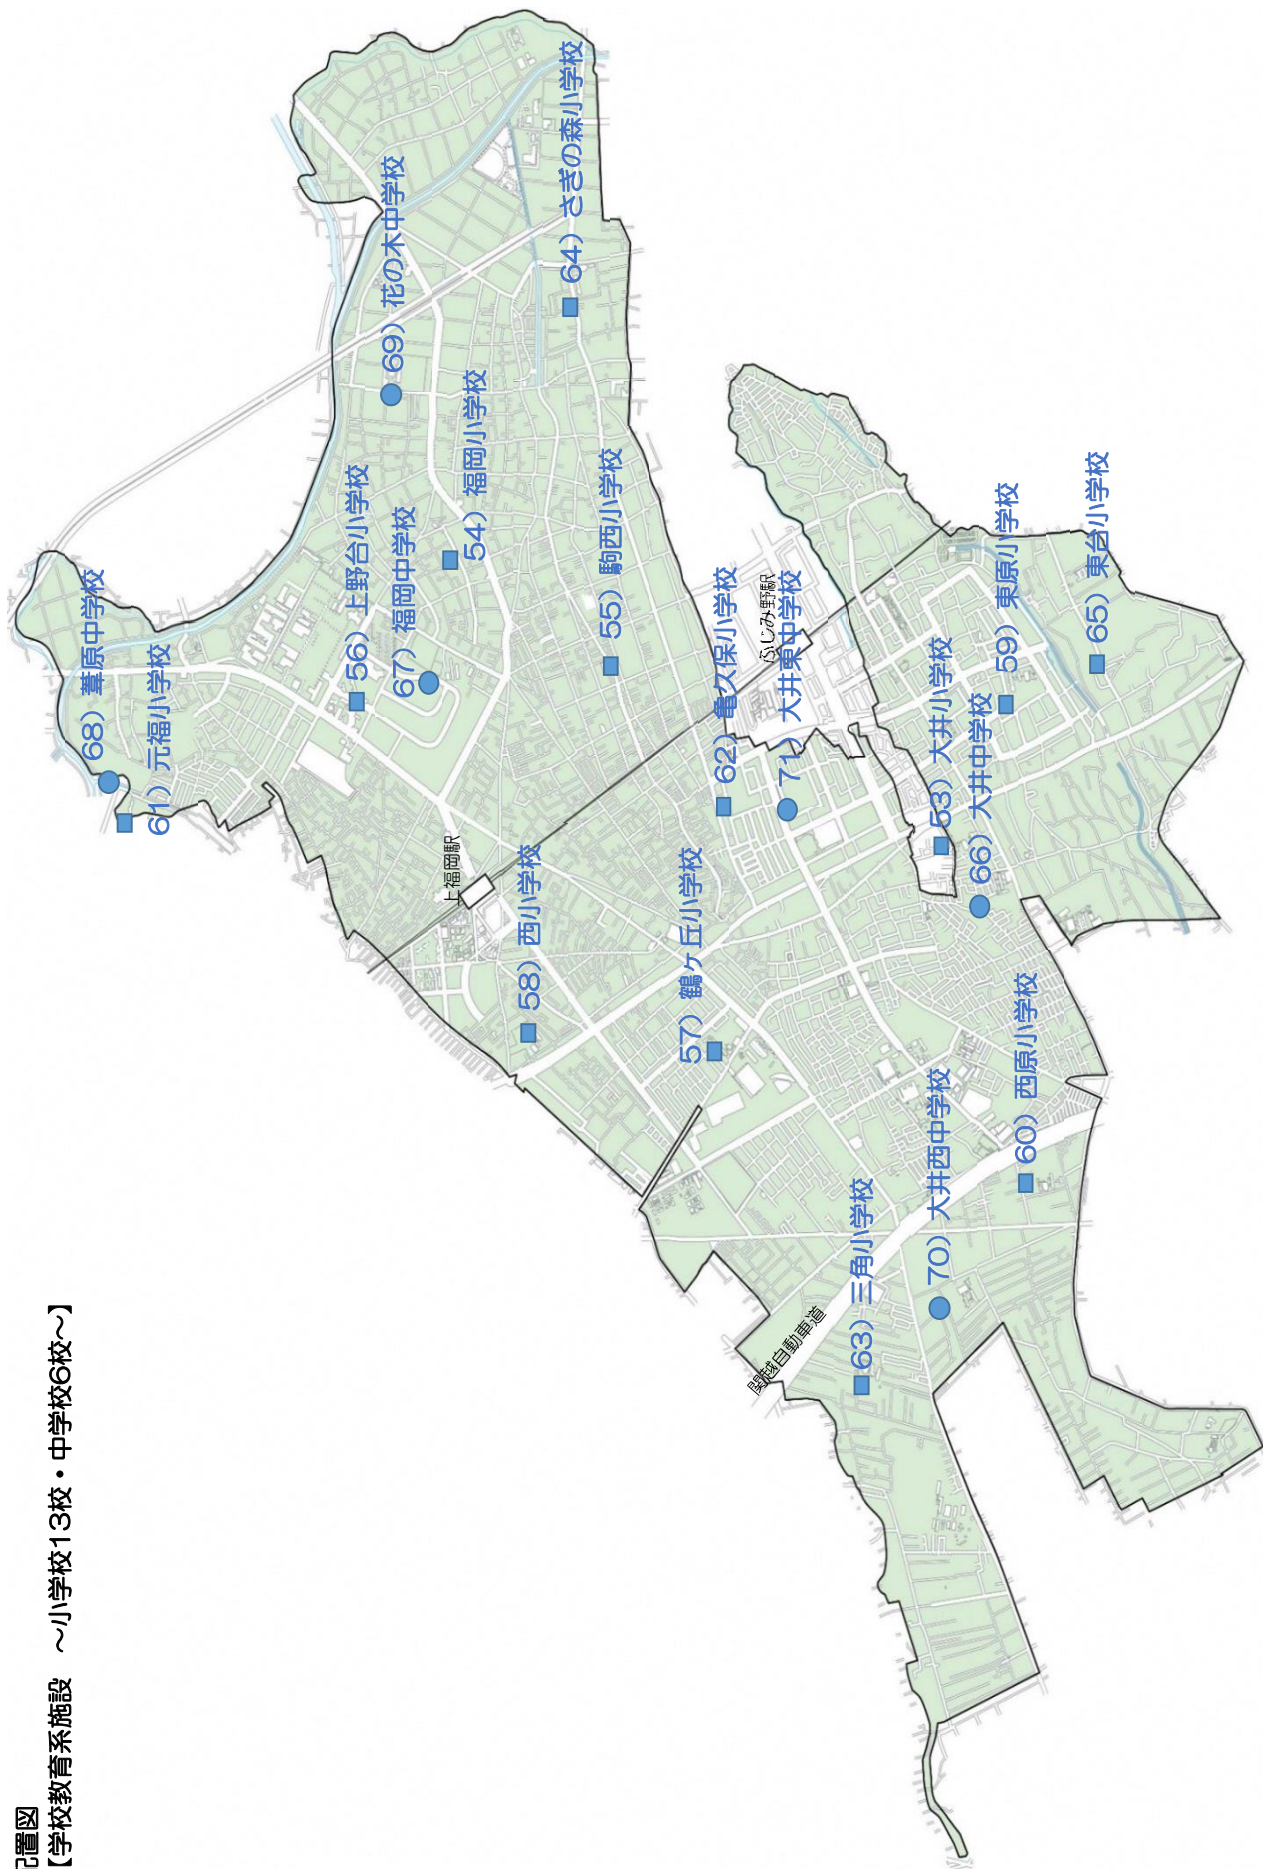 配置図
【学校教育系施設　～小学校13校・中学校6校～】
68）葦原中学校
61）元福小学校
56）上野台小学校
67）福岡中学校
69）花の木中学校
54）福岡小学校
64）さぎの森小学校
55）駒西小学校
上福岡駅
58）西小学校
57）鶴ヶ丘小学校
62）亀久保小学校
ふじみ野駅
71）大井東中学校
53）大井小学校
66）大井中学校
59）東原小学校
65）東台小学校
関越自動車道
63）三角小学校
70）大井西中学校
60）西原小学校